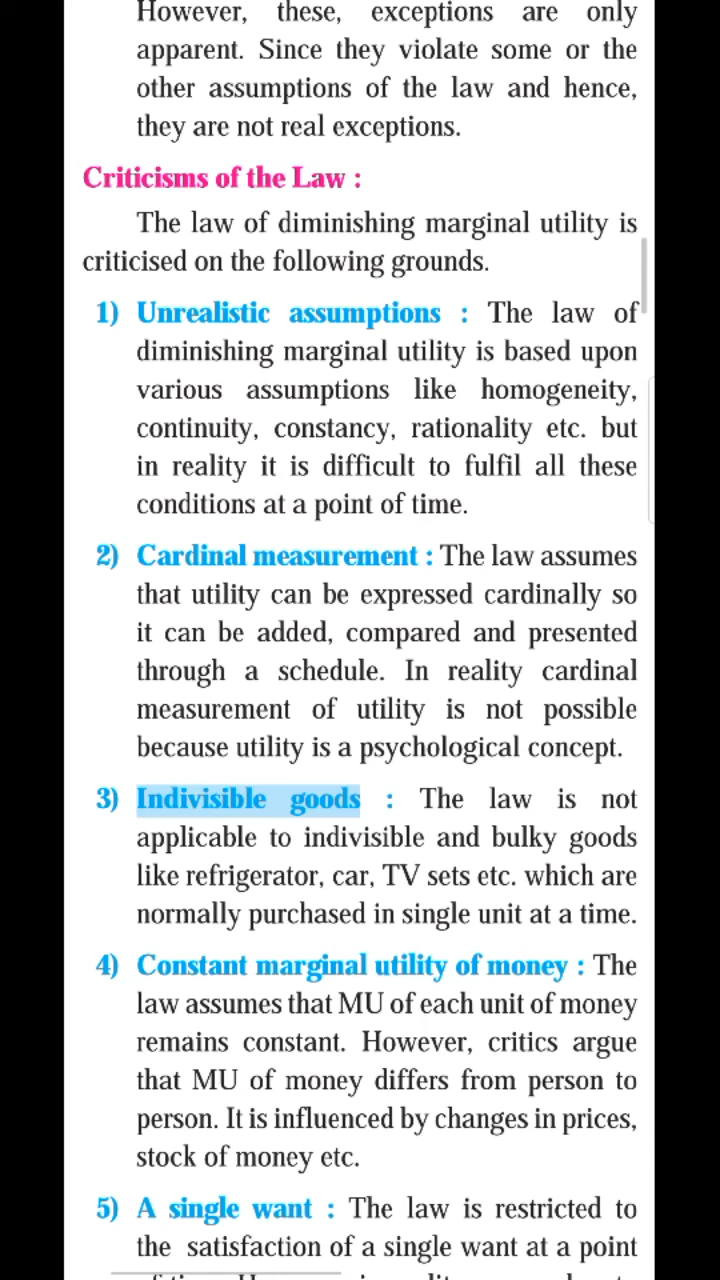 However, these, exceptions are only
apparent. Since they violate some or the
other assumptions of the law and hence,
they are not real exceptions.
Criticisms of the Law :
The law of diminishing marginal utility is
criticised on the following grounds.
1) Unrealistic assumptions : The law of
diminishing marginal utility is based upon
various assumptions like homogeneity,
continuity, constancy, rationality etc. but
in reality it is difficult to fulfil all these
conditions at a point of time.
2) Cardinal measurement : The law assumes
that utility can be expressed cardinally so
it can be added, compared and presented
through a schedule. In reality cardinal
measurement of utility is not possible
because utility is a psychological concept.
3) Indivisible goods : The law is not
applicable to indivisible and bulky goods
like refrigerator, car, TV sets etc. which are
normally purchased in single unit at a time.
4) Constant marginal utility of money : The
law assumes that MU of each unit of money
remains constant. However, critics argue
that MU of money differs from person to
person. It is influenced by changes in prices,
stock of money etc.
5) A single want : The law is restricted to
the satisfaction of a single want at a point